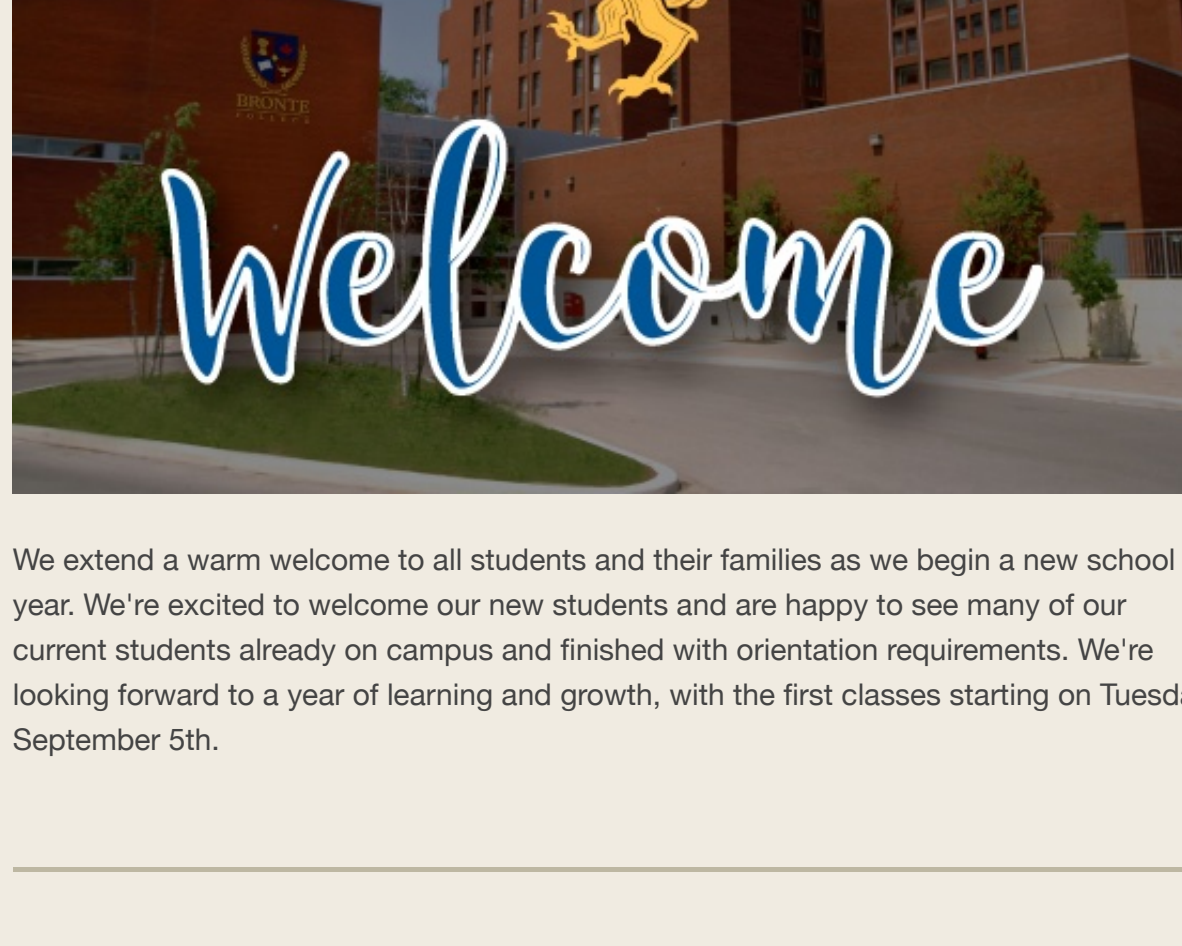 BRONTE
COLLEGE
Welcome
We extend a warm welcome to all students and their families as we begin a new school
year. We're excited to welcome our new students and are happy to see many of our
current students already on campus and finished with orientation requirements. We're
looking forward to a year of learning and growth, with the first classes starting on Tuesda
September 5th.